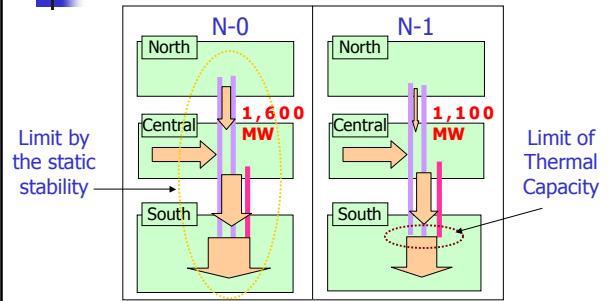 N-0
North
1,600
MW
Central
South
Limit by
the static
stability
N-1
North
1,100
MW
Central
South
Limit of
Thermal
Capacity